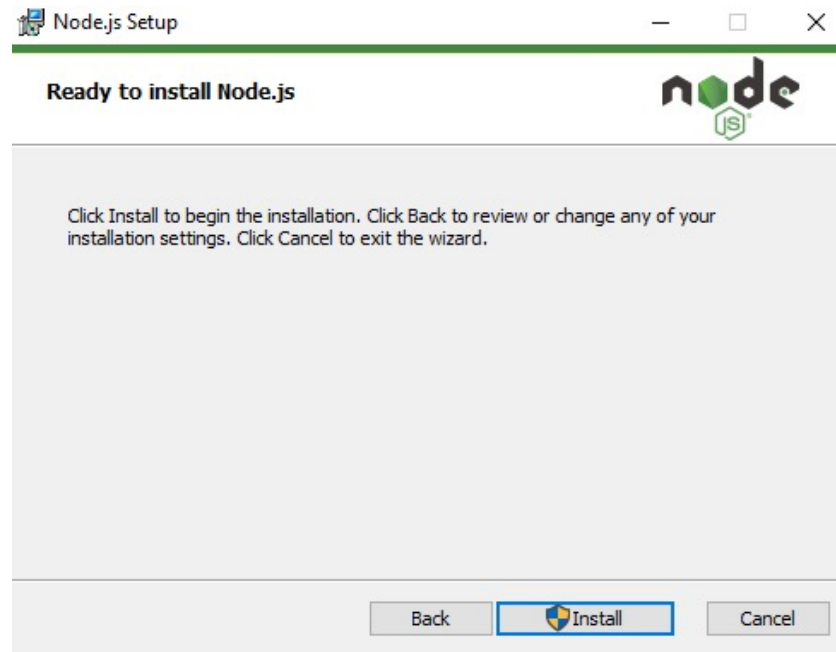 Node.js Setup
Ready to install Node.js
node
JS
Click Install to begin the installation. Click Back to review or change any of your
installation settings. Click Cancel to exit the wizard.
Back
Install
Cancel